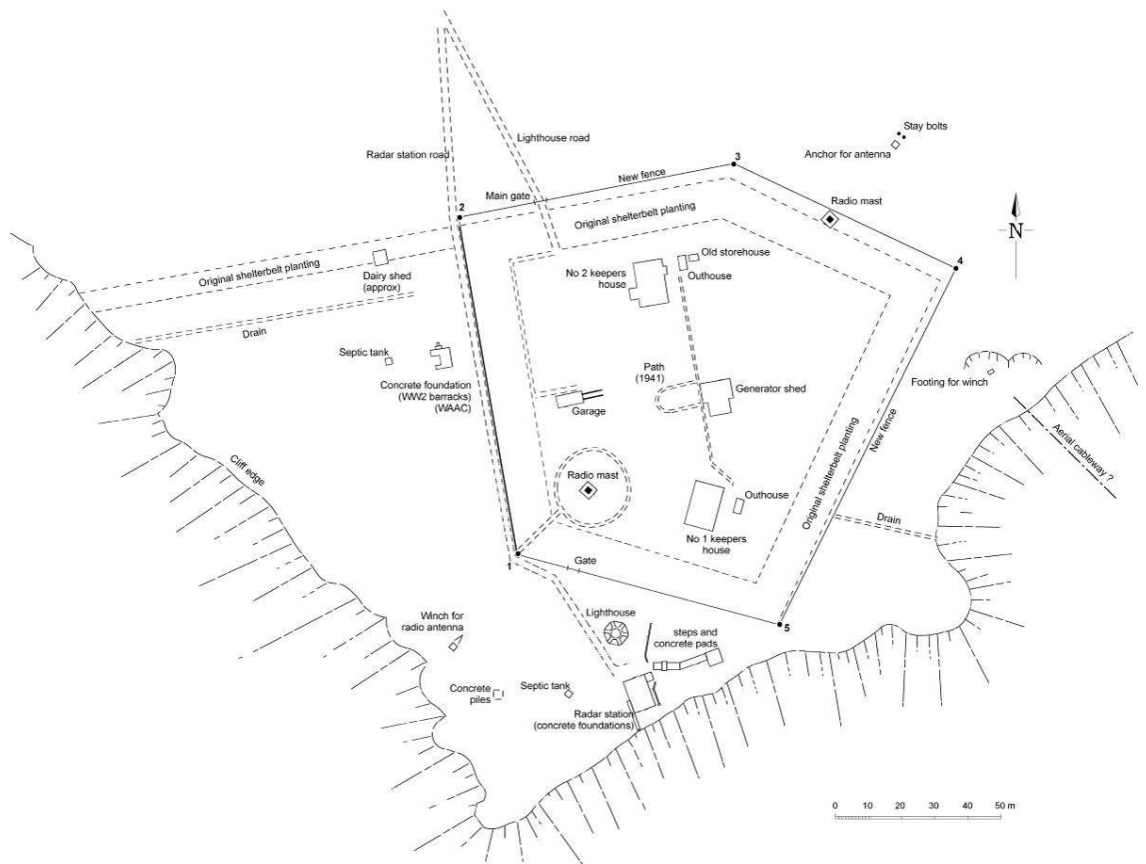 Stay bolts
Anchor for antenna
Lighthouse road
Radar station road
3
New fence
Main gate
2
Radio mast
Original shelterbelt planting
N
Old storehouse
No 2 keepers
house
Outhouse
4
Original shelterbelt planting
Dairy shed
(approx)
Drain
Septic tank
Concrete foundation
(WW2 barracks)
(WAAC)
Path
(1941)
Generator shed
Footing for winch
Garage
New fence
Aerial cableway ?
Original shelterbelt planting
Cliff edge
Radio mast
Outhouse
No 1 keepers
house
Drain
1
Gate
Lighthouse
5
Winch for
radio antenna
steps and
concrete pads
Concrete
piles
Septic tank
Radar station
(concrete foundations)
0 10 20 30 40 50 m